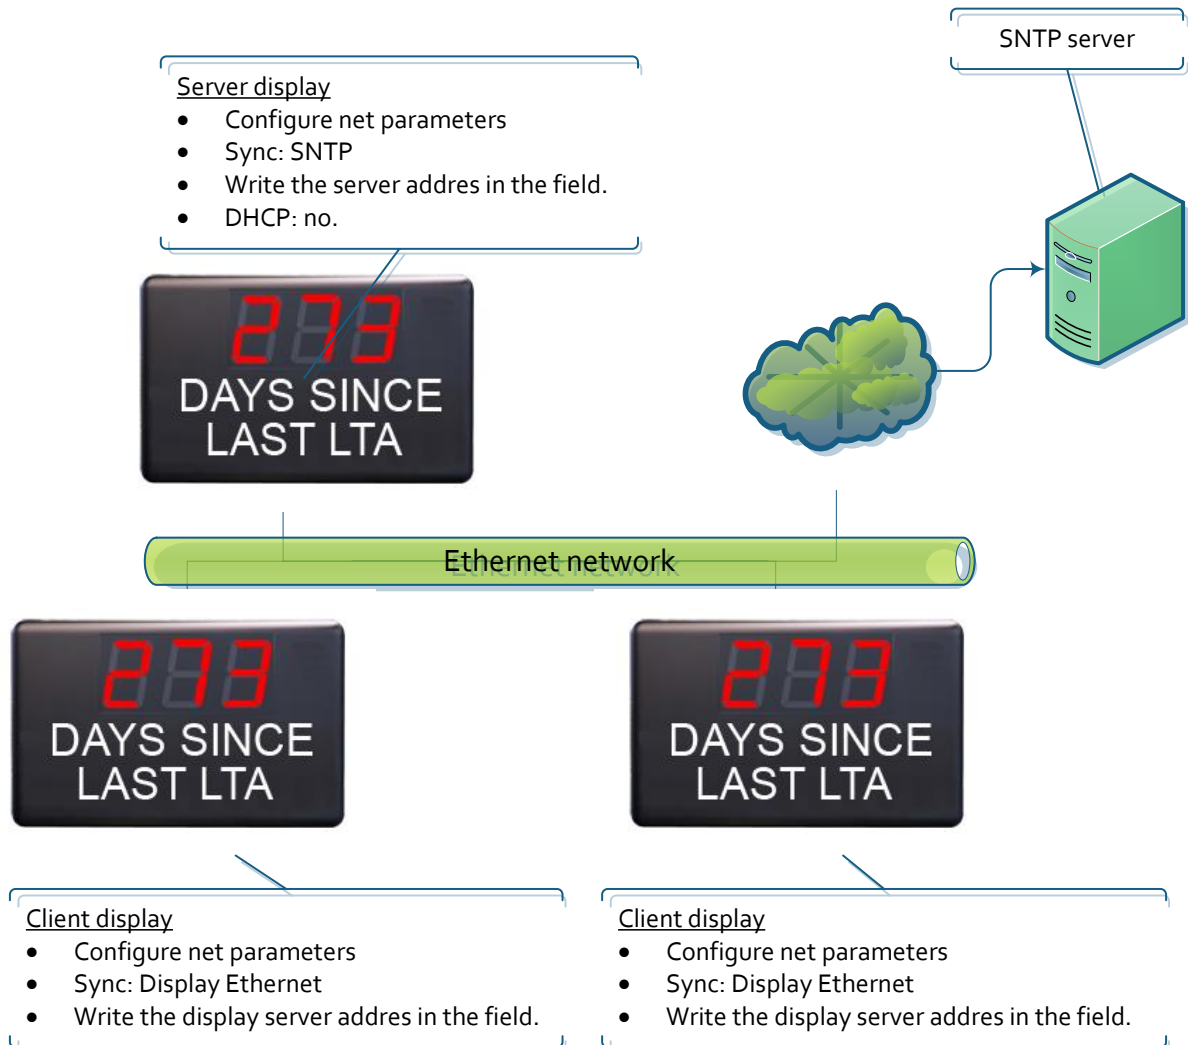 SNTP server
Server display
• Configure net parameters
• Sync: SNTP
• Write the server addres in the field.
• DHCP: no.
273
DAYS SINCE
LAST LTA
Ethernet network
273
DAYS SINCE
LAST LTA
273
DAYS SINCE
LAST LTA
Client display
• Configure net parameters
• Sync: Display Ethernet
• Write the display server addres in the field.
Client display
• Configure net parameters
• Sync: Display Ethernet
• Write the display server addres in the field.